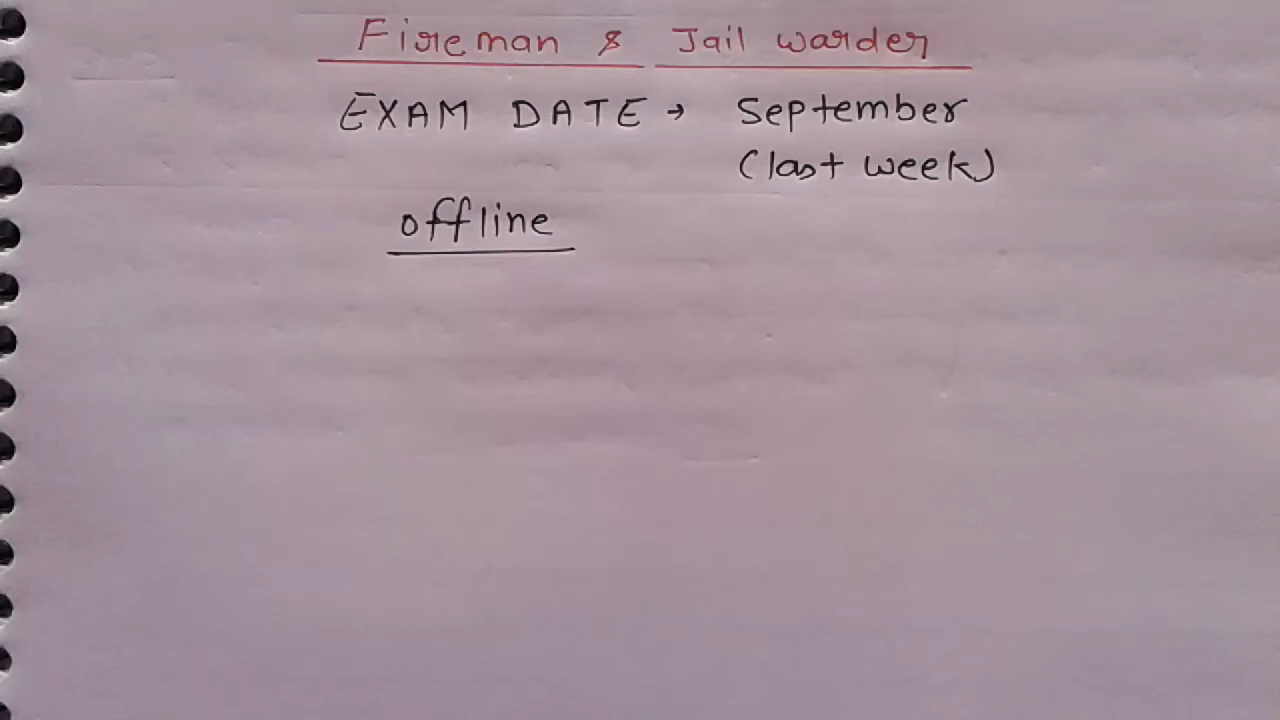 Fireman & Jail warder
EXAM DATE → September
(last week)
offline